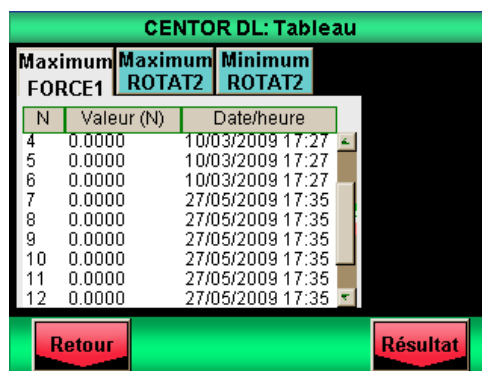 CENTOR DL: Tableau
Maximum FORCE1
Maximum ROTAT2
Minimum ROTAT2
N Valeur (N) Date/heure
4 0.0000 10/03/2009 17:27
5 0.0000 10/03/2009 17:27
6 0.0000 10/03/2009 17:27
7 0.0000 27/05/2009 17:35
8 0.0000 27/05/2009 17:35
9 0.0000 27/05/2009 17:35
10 0.0000 27/05/2009 17:35
11 0.0000 27/05/2009 17:35
12 0.0000 27/05/2009 17:35
Retour
Résultat